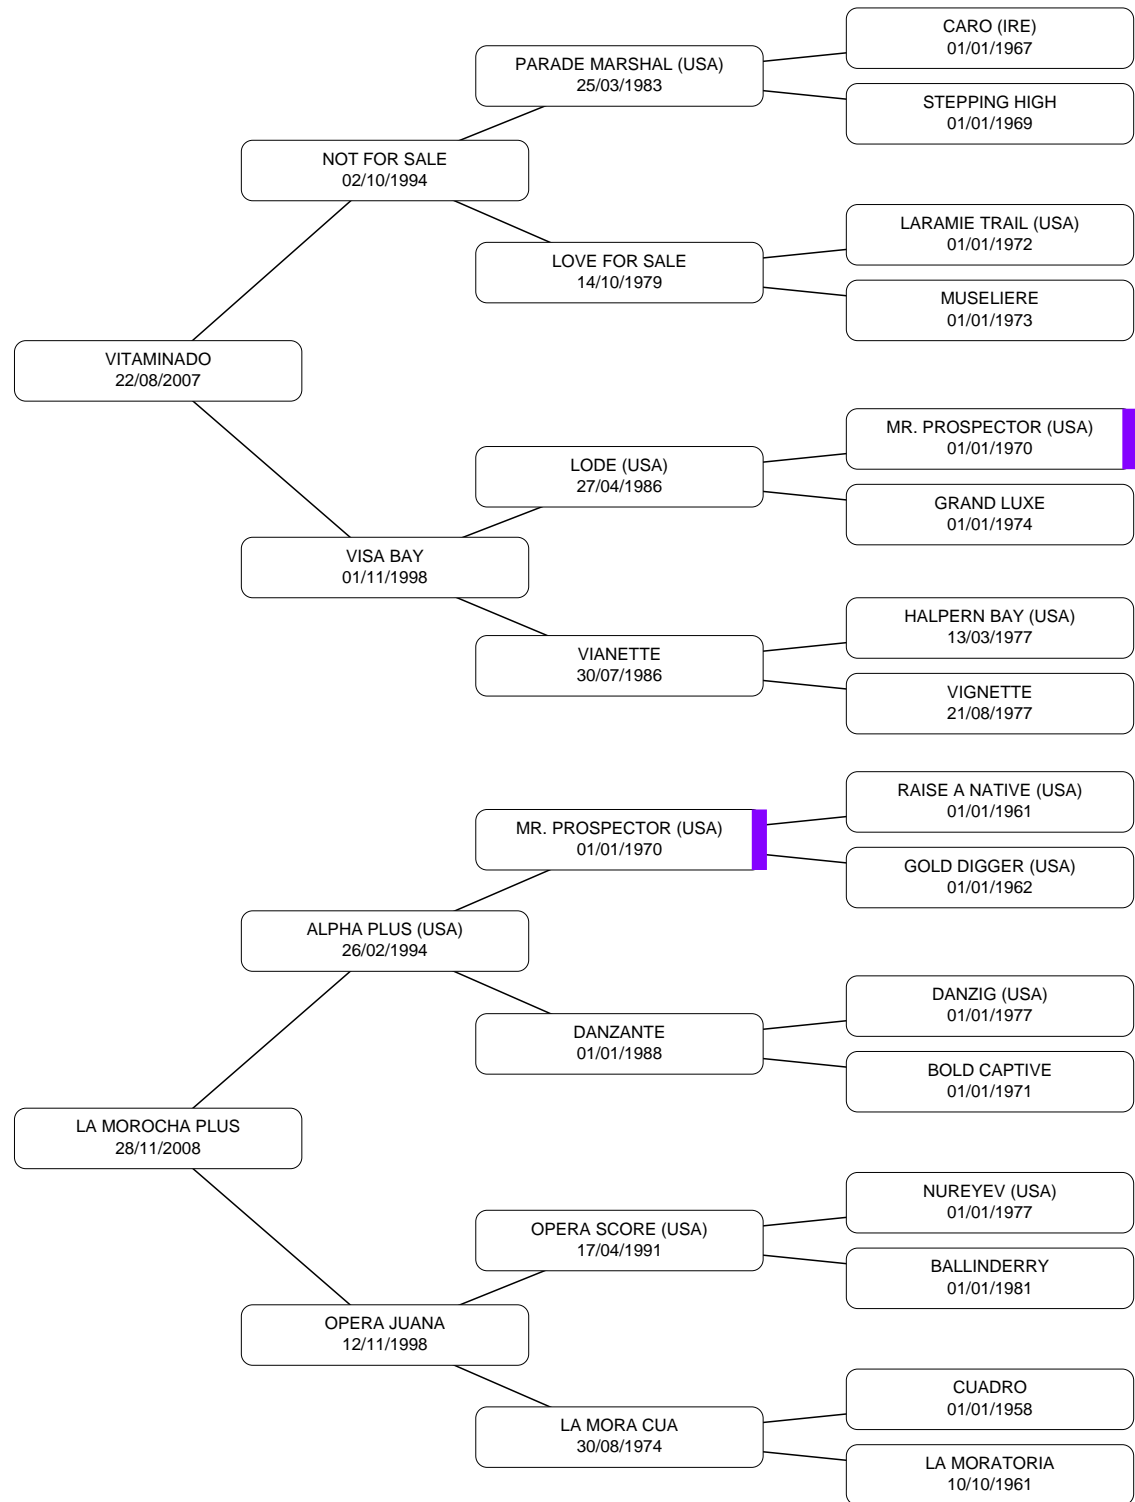 CARO (IRE)
01/01/1967
PARADE MARSHAL (USA)
25/03/1983
STEPPING HIGH
01/01/1969
NOT FOR SALE
02/10/1994
LARAMIE TRAIL (USA)
01/01/1972
LOVE FOR SALE
14/10/1979
MUSELIERE
01/01/1973
VITAMINADO
22/08/2007
MR. PROSPECTOR (USA)
01/01/1970
LODE (USA)
27/04/1986
GRAND LUXE
01/01/1974
VISA BAY
01/11/1998
HALPERN BAY (USA)
13/03/1977
VIANETTE
30/07/1986
VIGNETTE
21/08/1977
RAISE A NATIVE (USA)
01/01/1961
MR. PROSPECTOR (USA)
01/01/1970
GOLD DIGGER (USA)
01/01/1962
ALPHA PLUS (USA)
26/02/1994
DANZIG (USA)
01/01/1977
DANZANTE
01/01/1988
BOLD CAPTIVE
01/01/1971
LA MOROCHA PLUS
28/11/2008
NUREYEV (USA)
01/01/1977
OPERA SCORE (USA)
17/04/1991
BALLINDERRY
01/01/1981
OPERA JUANA
12/11/1998
CUADRO
01/01/1958
LA MORA CUA
30/08/1974
LA MORATORIA
10/10/1961